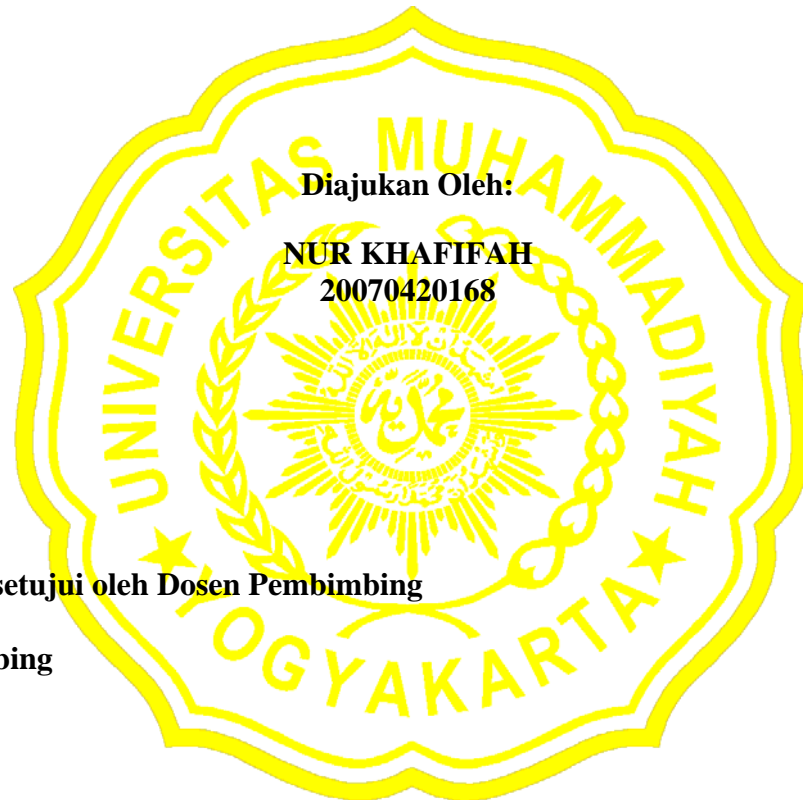 Diajukan Oleh:
NUR KHAFIFAH
20070420168
setujui oleh Dosen Pembimbing
bing
UNIVERSITAS MUHAMMADIYAH
YOGYAKARTA